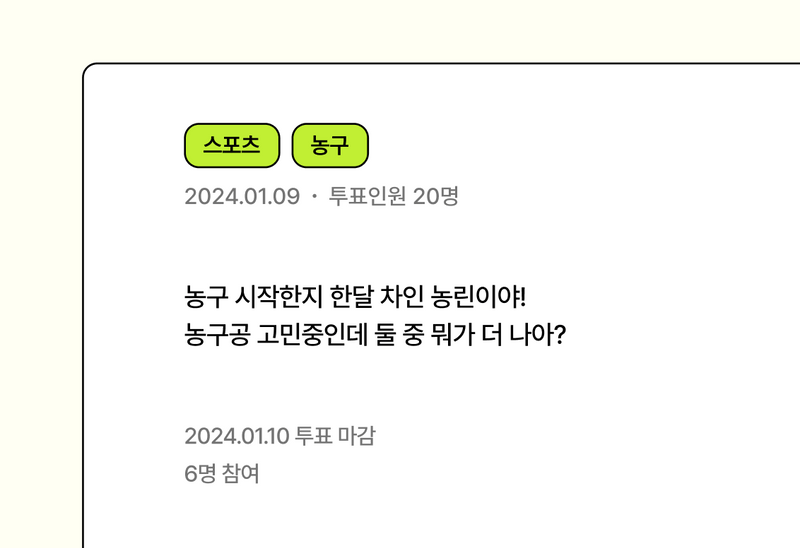 스포츠 농구
2024.01.09 · 투표인원 20명
농구 시작한지 한달 차인 농린이야!
농구공 고민중인데 둘 중 뭐가 더 나아?
2024.01.10 투표 마감
6명 참여